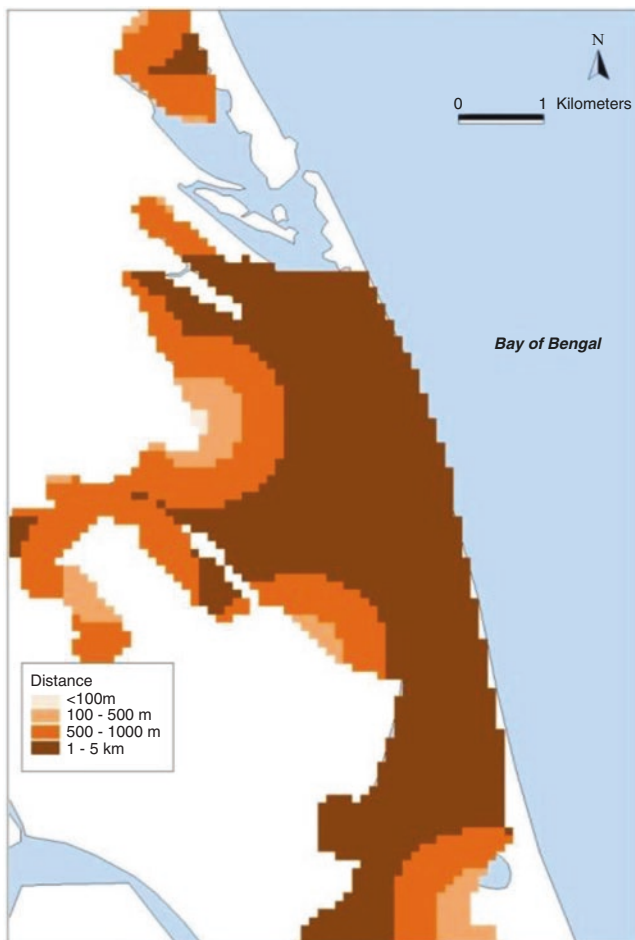 N
0 1 Kilometers
Bay of Bengal
Distance
<100m
100 - 500 m
500 - 1000 m
1 - 5 km